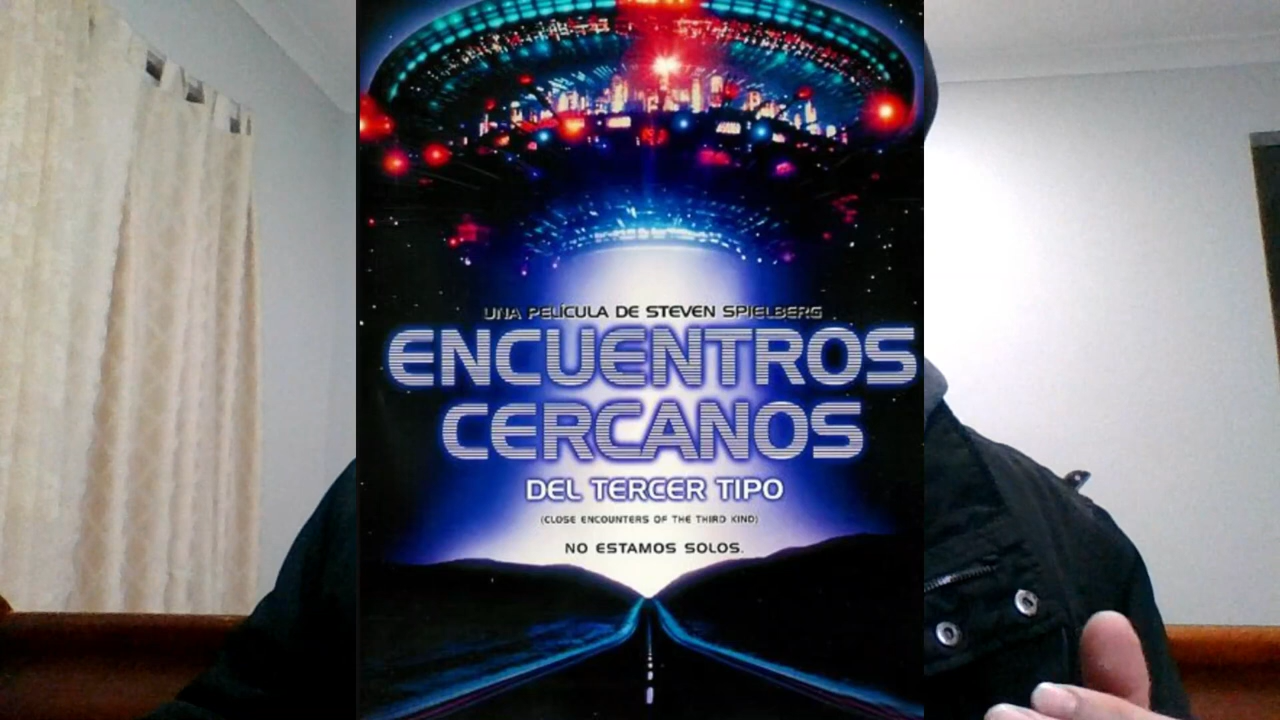 UNA PELÍCULA DE STEVEN SPIELBERG
ENCUENTROS
CERCANOS
DEL TERCER TIPO
(CLOSE ENCOUNTERS OF THE THIRD KIND)
NO ESTAMOS SOLOS.